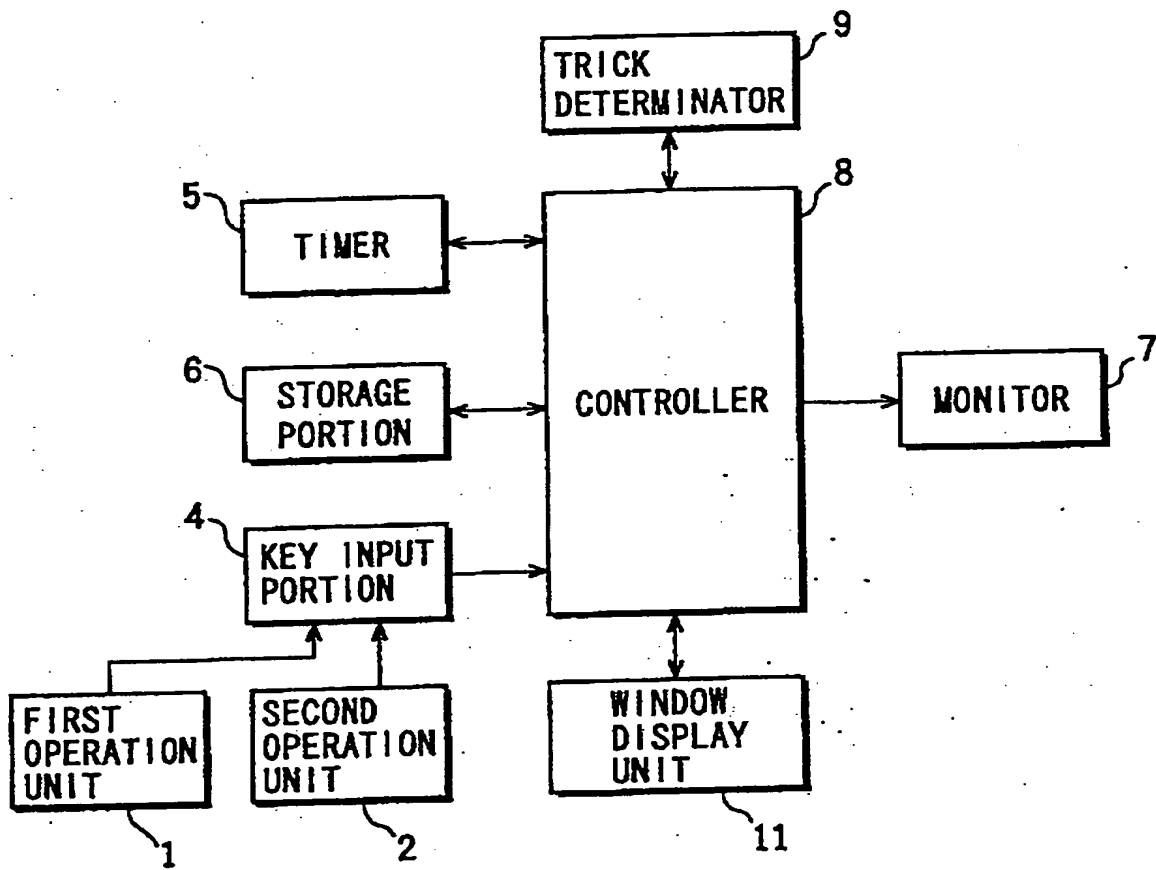 9
TRICK
DETERMINATOR
5
TIMER
8
6
STORAGE
PORTION
CONTROLLER
7
MONITOR
4
KEY INPUT
PORTION
FIRST
OPERATION
UNIT
1
SECOND
OPERATION
UNIT
2
WINDOW
DISPLAY
UNIT
11